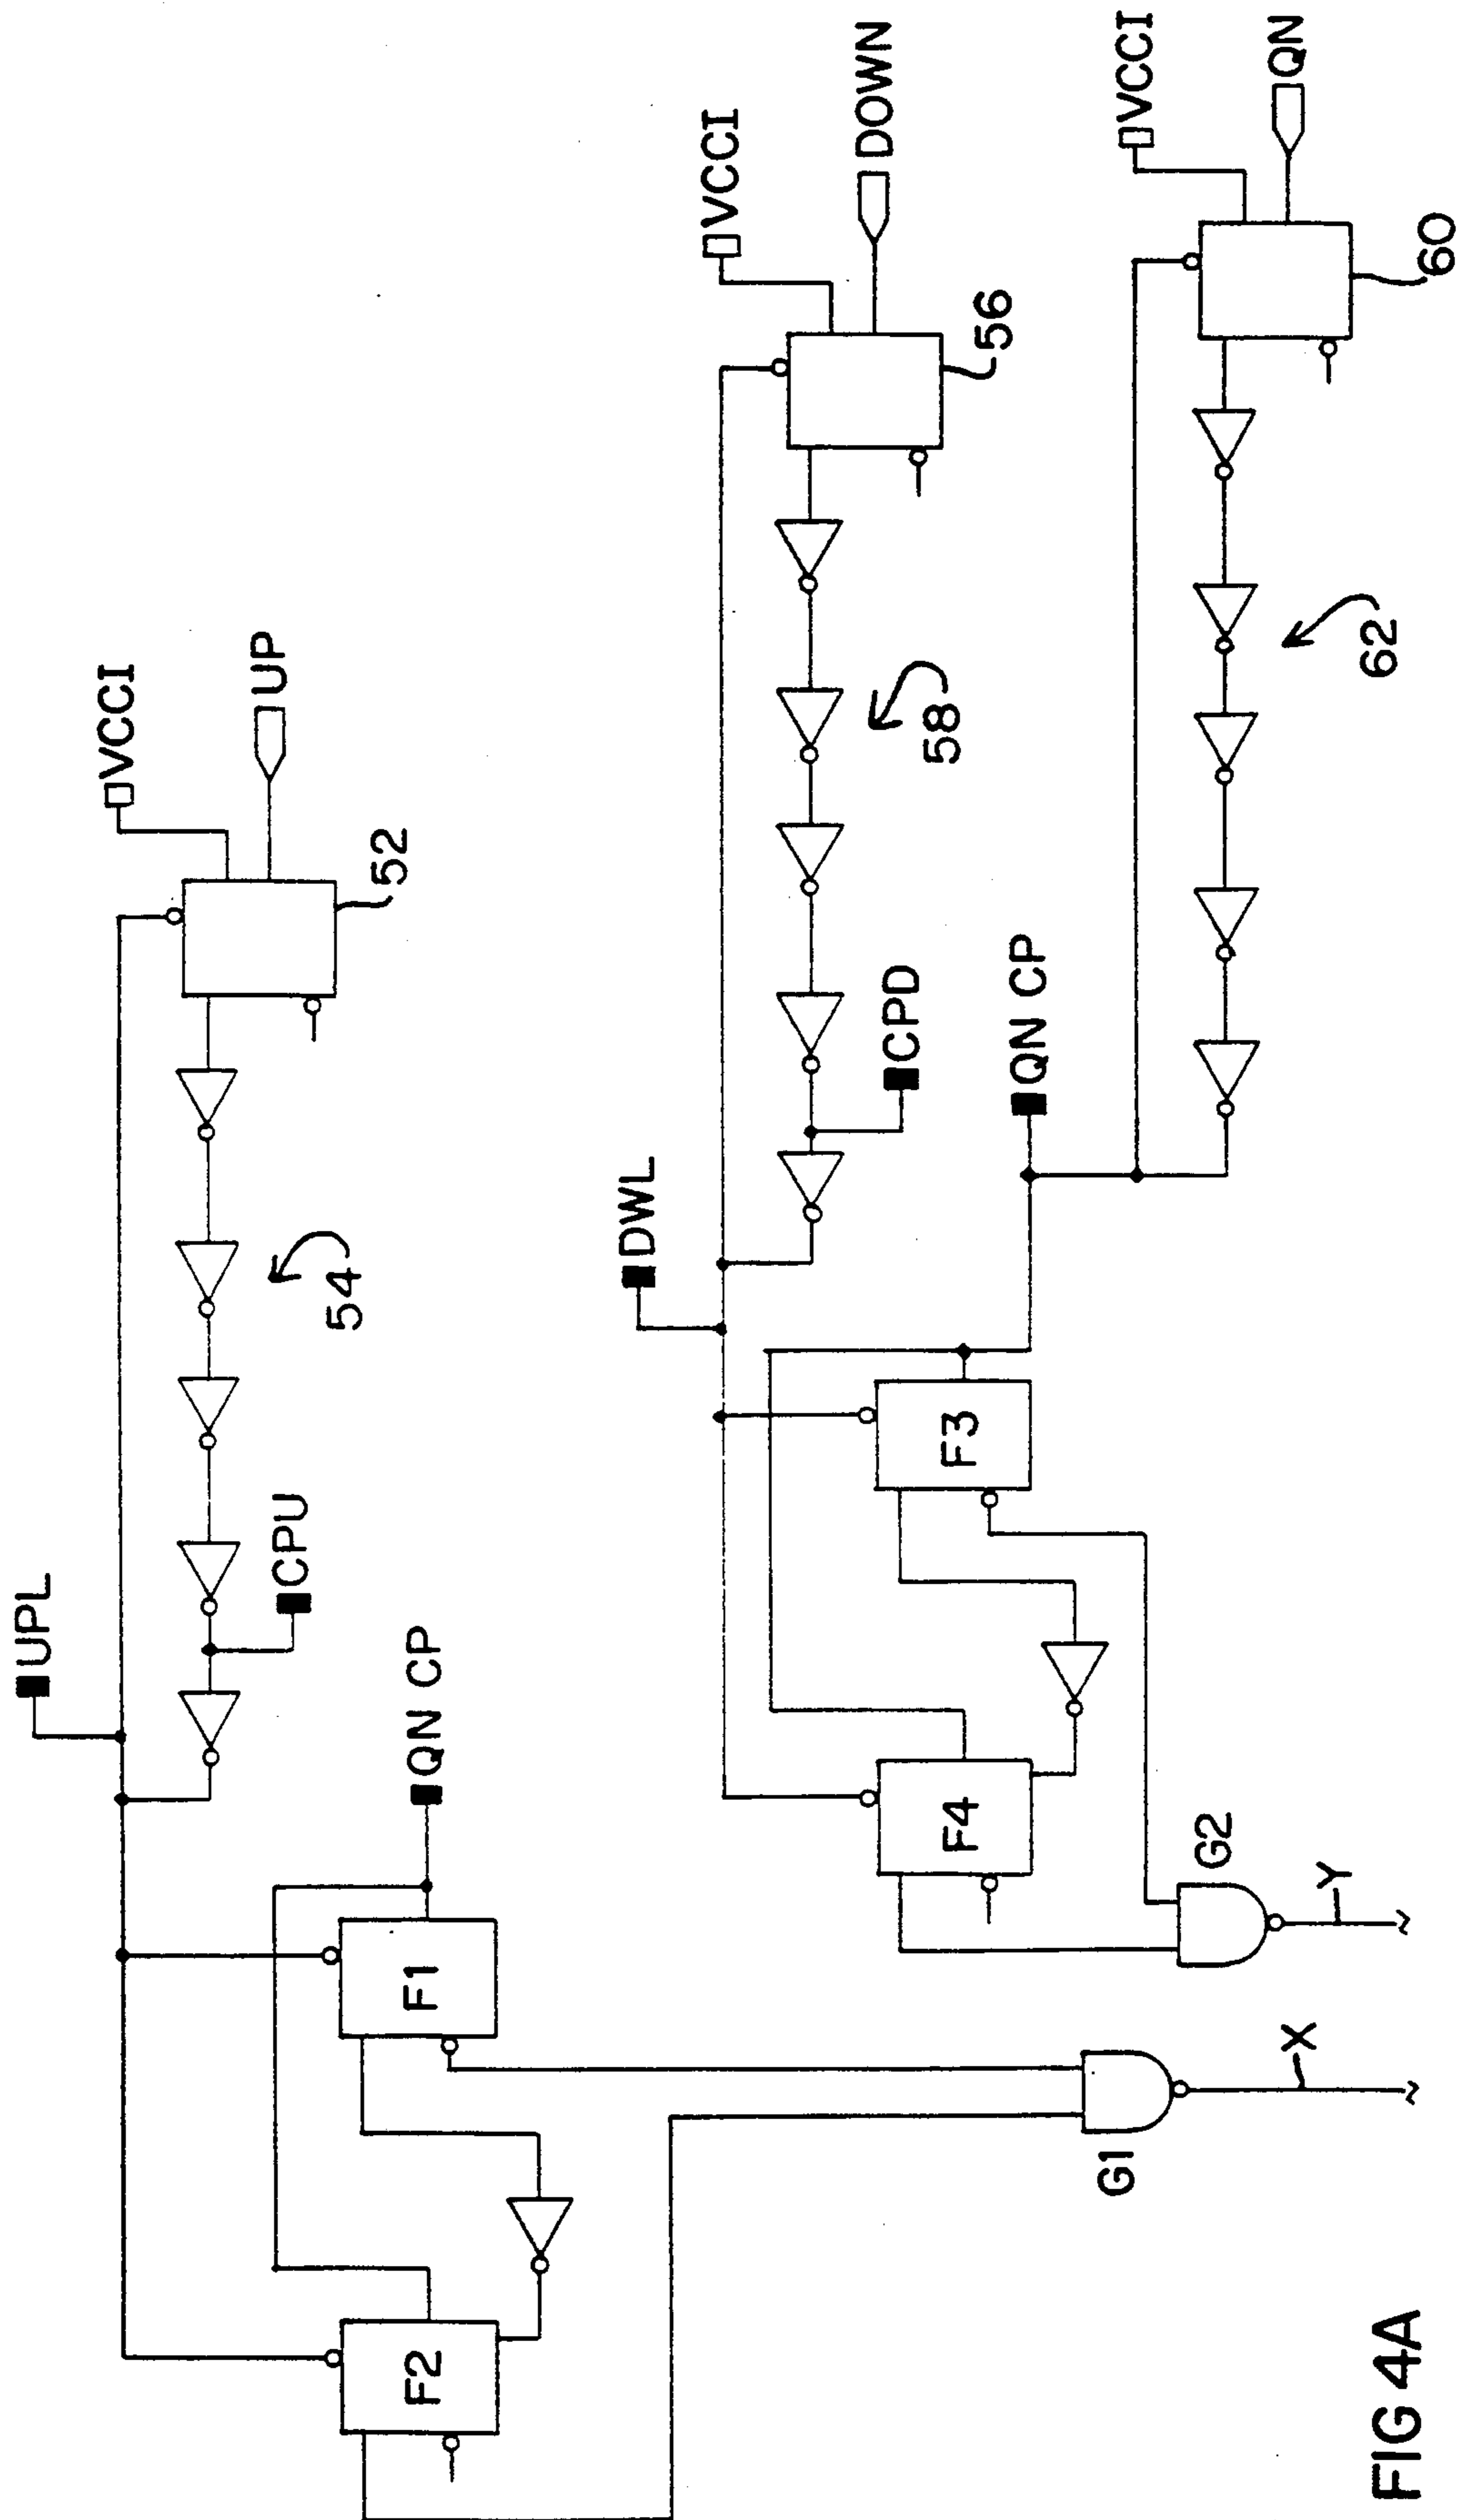 UPL
VCCI
UP
52
54
CPU
QN CP
F1
F2
DWL
VCCI
DOWN
56
58
CPD
QN CP
F3
F4
VCCI
QN
60
62
G2
Y
G1
X
FIG 4A